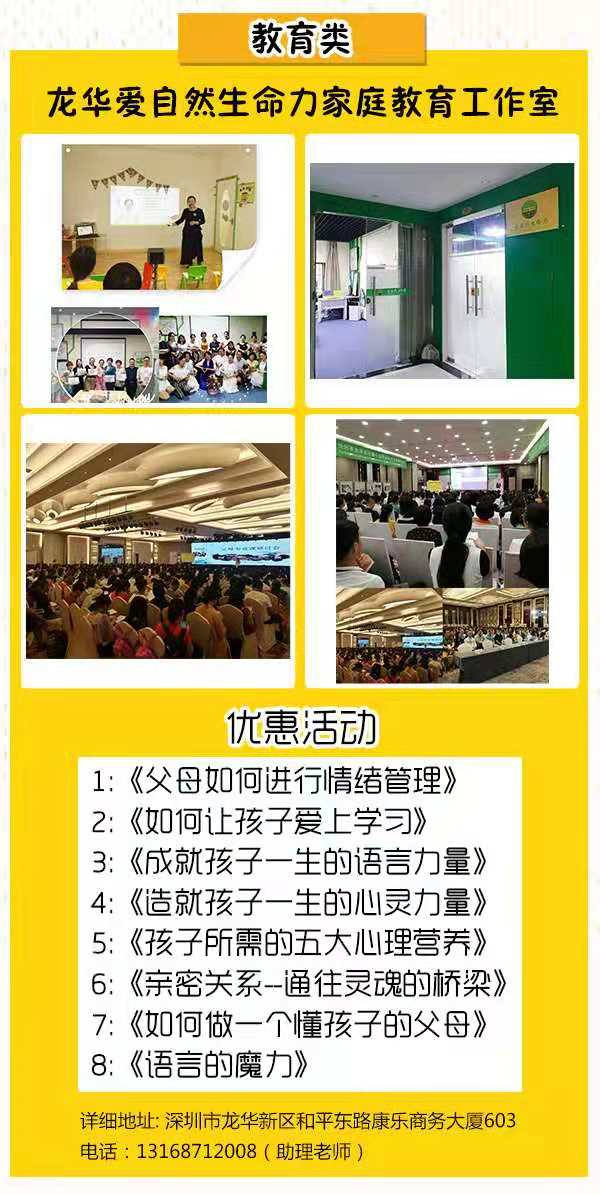 教育类
龙华爱自然生命力家庭教育工作室
优惠活动
1:《父母如何进行情绪管理》
2:《如何让孩子爱上学习》
3:《成就孩子一生的语言力量》
4:《造就孩子一生的心灵力量》
5:《孩子所需的五大心理营养》
6:《亲密关系--通往灵魂的桥梁》
7:《如何做一个懂孩子的父母》
8:《语言的魔力》
详细地址: 深圳市龙华新区和平东路康乐商务大厦603
电话：13168712008（助理老师）